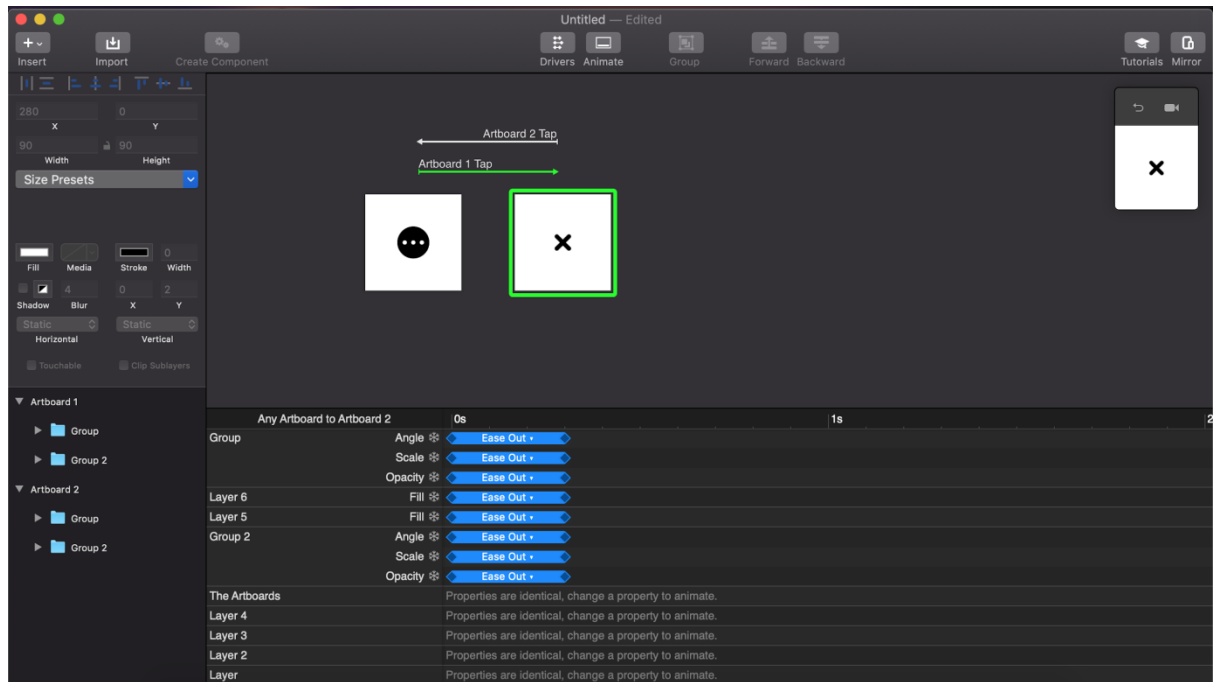 Untitled — Edited
Insert Import Create Component Drivers Animate Group Forward Backward Tutorials Mirror
280 0
X Y
90 90
Width Height
Size Presets
0
Fill Media Stroke Width
4 0 2
Shadow Blur X Y
Static Static
Horizontal Vertical
Touchable Clip Sublayers
Artboard 2 Tap
Artboard 1 Tap
Artboard 1
Group
Group 2
Artboard 2
Group
Group 2
Any Artboard to Artboard 2 0s 1s 2
Group Angle Ease Out
Scale Ease Out
Opacity Ease Out
Layer 6 Fill Ease Out
Layer 5 Fill Ease Out
Group 2 Angle Ease Out
Scale Ease Out
Opacity Ease Out
The Artboards Properties are identical, change a property to animate.
Layer 4 Properties are identical, change a property to animate.
Layer 3 Properties are identical, change a property to animate.
Layer 2 Properties are identical, change a property to animate.
Layer Properties are identical, change a property to animate.